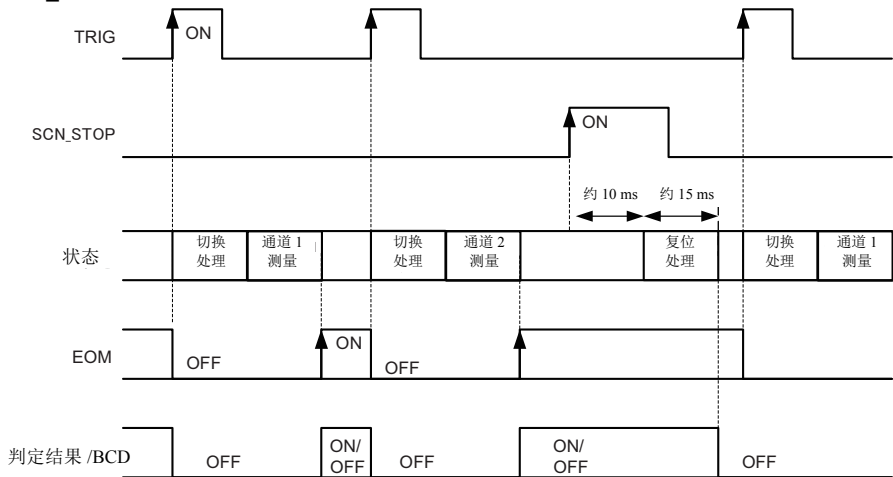 TRIG
ON
SCN_STOP
ON
约 10 ms
约 15 ms
状态
切换
处理
通道 1
测量
切换
处理
通道 2
测量
复位
处理
切换
处理
通道 1
测量
EOM
OFF
ON
OFF
判定结果 /BCD
OFF
ON/
OFF
OFF
ON/
OFF
OFF